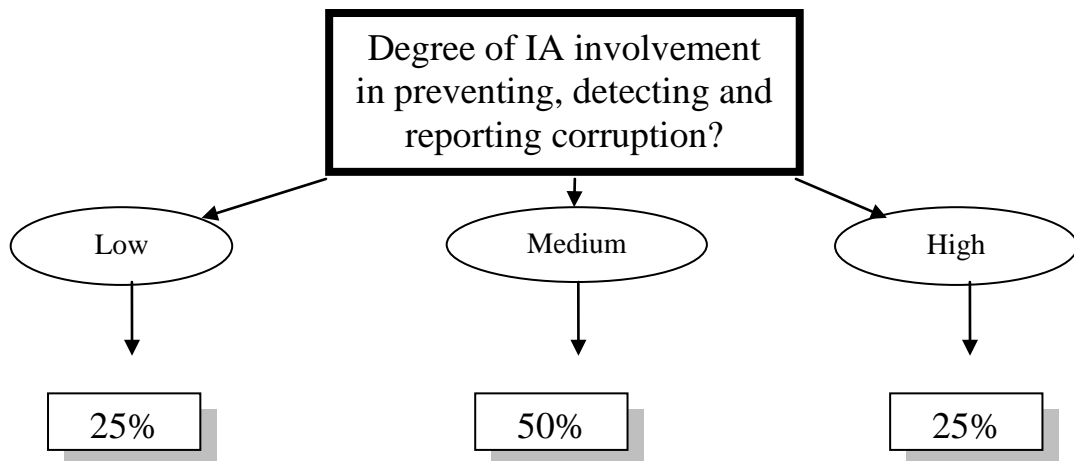 Degree of IA involvement
in preventing, detecting and
reporting corruption?
Low
Medium
High
25%
50%
25%